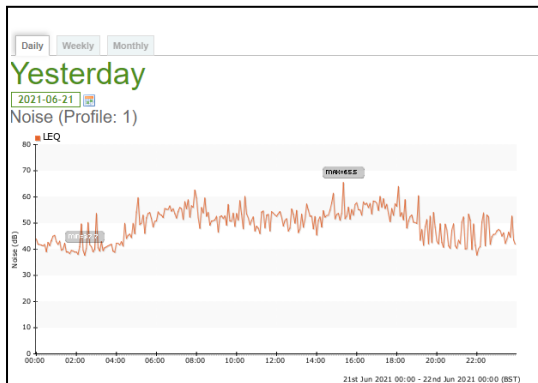 Daily Weekly Monthly
Yesterday
2021-06-21
Noise (Profile: 1)
LEQ
80
70
60
50
40
30
20
10
0
Noise (dB)
MAX=65.5
00:00 02:00 04:00 06:00 08:00 10:00 12:00 14:00 16:00 18:00 20:00 22:00
21st Jun 2021 00:00 - 22nd Jun 2021 00:00 (BST)